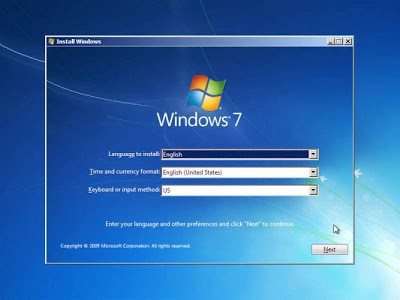 Install Windows
Windows 7
Language to install: English
Time and currency format: English (United States)
Keyboard or input method: US
Enter your language and other preferences and click "Next" to continue.
Copyright © 2009 Microsoft Corporation. All rights reserved.
Next